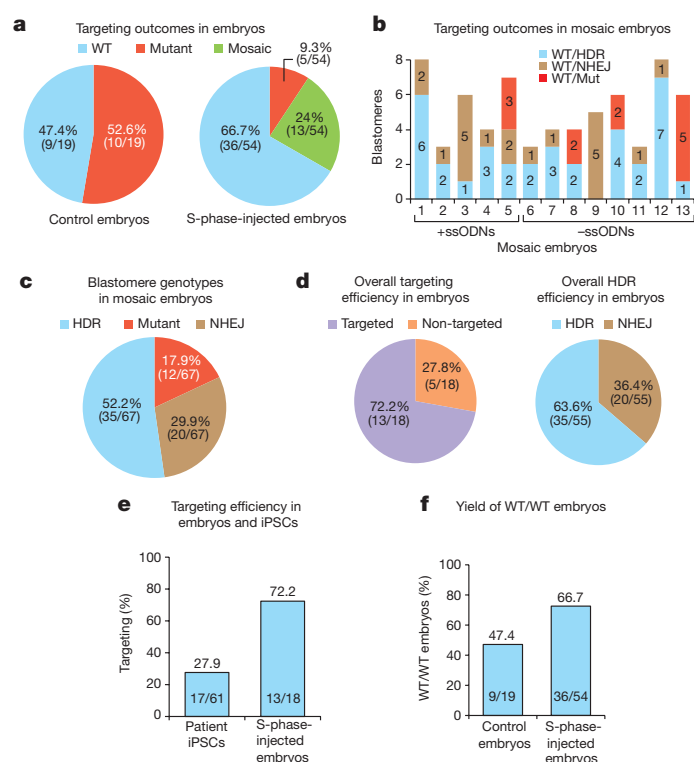 a
Targeting outcomes in embryos
WT Mutant Mosaic
47.4%
(9/19)
52.6%
(10/19)
Control embryos
9.3%
(5/54)
24%
(13/54)
66.7%
(36/54)
S-phase-injected embryos
b
Targeting outcomes in mosaic embryos
WT/HDR
WT/NHEJ
WT/Mut
Blastomeres
8
6
4
2
0
2 1 5 1 3 2 1 1 2 5 2 1 1 5
6 2 1 3 2 2 3 2 4 2 7 1
1 2 3 4 5 6 7 8 9 10 11 12 13
+ssODNs –ssODNs
Mosaic embryos
c
Blastomere genotypes
in mosaic embryos
HDR Mutant NHEJ
17.9%
(12/67)
52.2%
(35/67)
29.9%
(20/67)
d
Overall targeting
efficiency in embryos
Targeted Non-targeted
27.8%
(5/18)
72.2%
(13/18)
Overall HDR
efficiency in embryos
HDR NHEJ
36.4%
(20/55)
63.6%
(35/55)
e
Targeting efficiency in
embryos and iPSCs
Targeting (%)
100
80
60
40
20
0
27.9
17/61
72.2
13/18
Patient
iPSCs
S-phase-
injected
embryos
f
Yield of WT/WT embryos
WT/WT embryos (%)
100
80
60
40
20
0
47.4
9/19
66.7
36/54
Control
embryos
S-phase-
injected
embryos